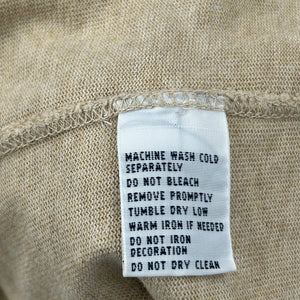 MACHINE WASH COLD
SEPARATELY
DO NOT BLEACH
REMOVE PROMPTLY
TUMBLE DRY LOW
WARM IRON IF NEEDED
DO NOT IRON
DECORATION
DO NOT DRY CLEAN